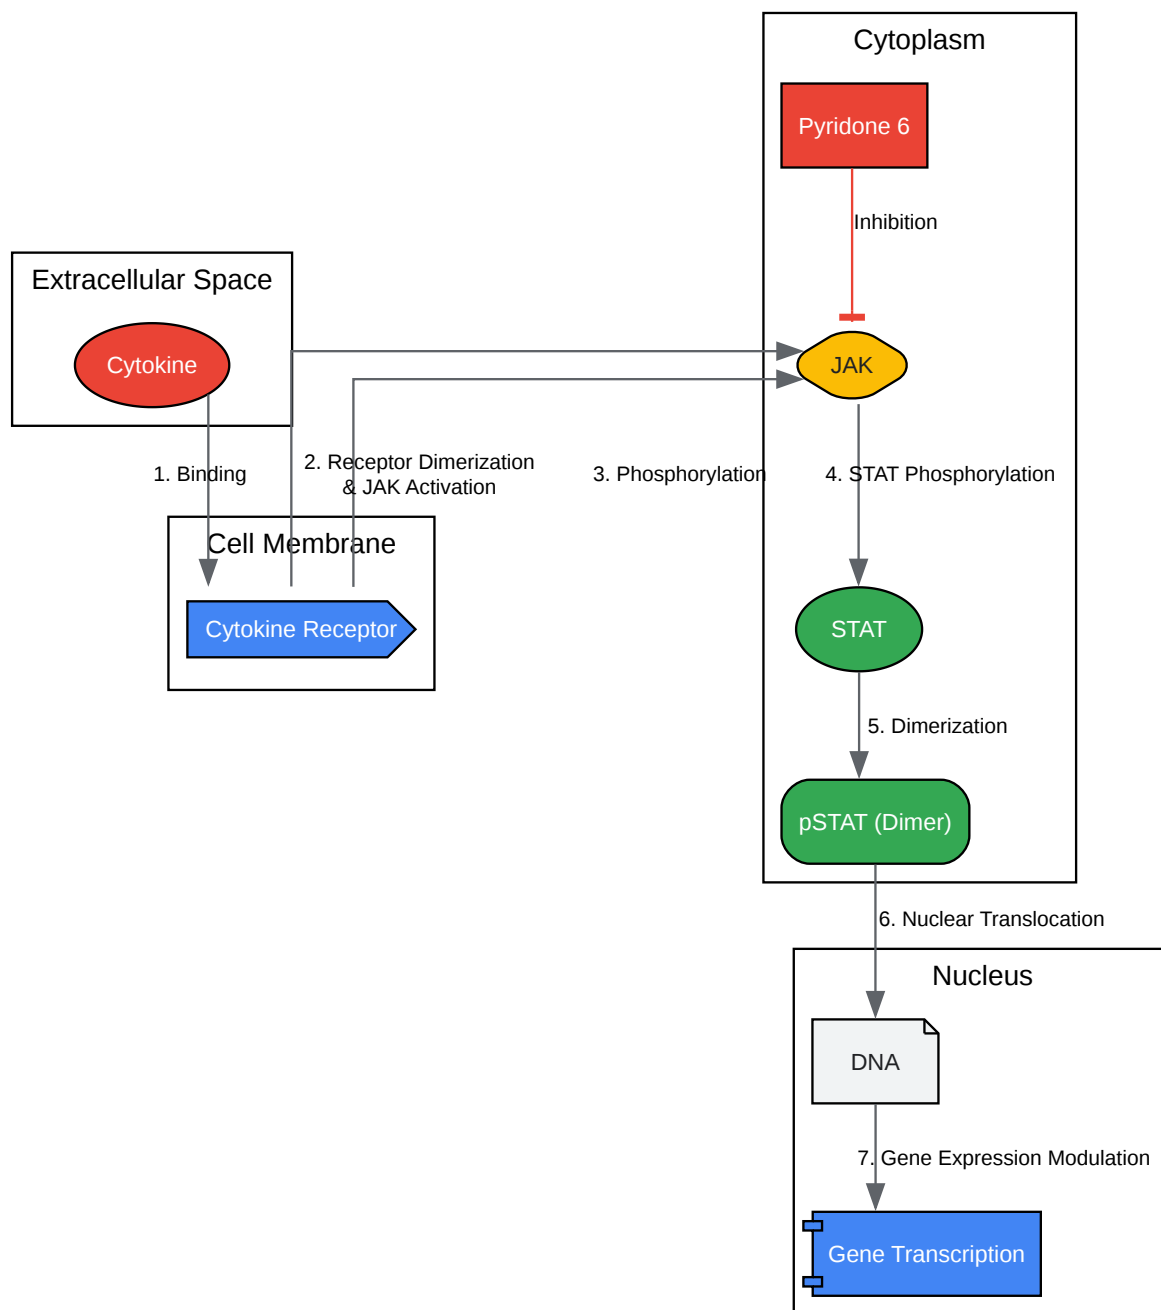 Cytoplasm
Pyridone 6
Inhibition
Extracellular Space
Cytokine
JAK
1. Binding
2. Receptor Dimerization
& JAK Activation
3. Phosphorylation
4. STAT Phosphorylation
Cell Membrane
Cytokine Receptor
STAT
5. Dimerization
pSTAT (Dimer)
6. Nuclear Translocation
Nucleus
DNA
7. Gene Expression Modulation
Gene Transcription